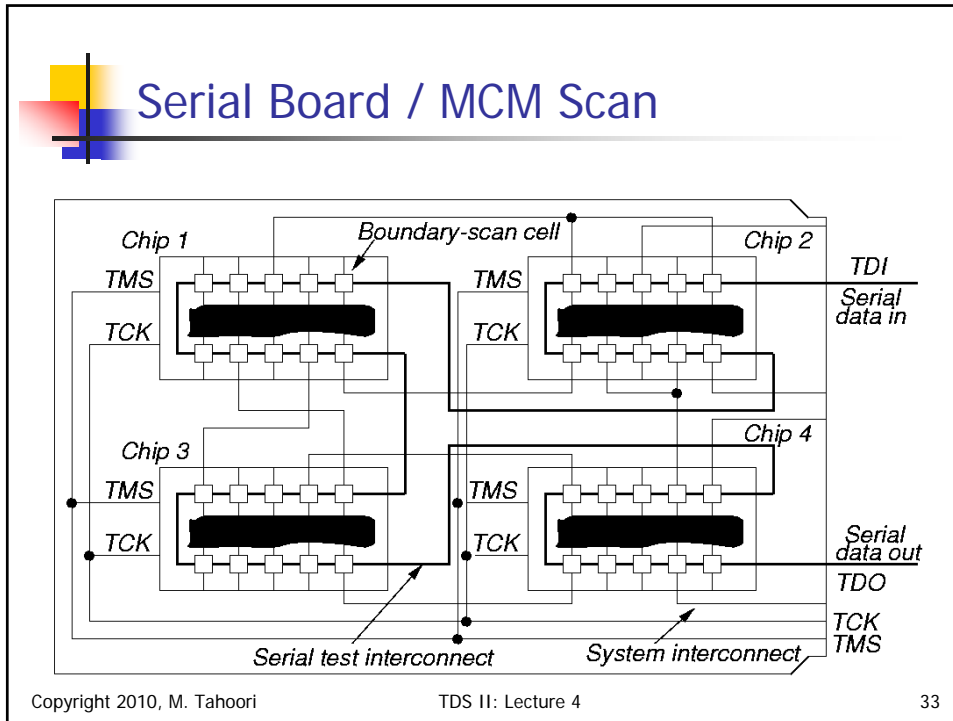 Serial Board / MCM Scan
Boundary-scan cell
Chip 1
Chip 2
TMS
TMS
TDI
Serial
data in
TCK
TCK
Chip 3
Chip 4
TMS
TMS
TCK
TCK
Serial
data out
TDO
TCK
TMS
Serial test interconnect
System interconnect
Copyright 2010, M. Tahoori
TDS II: Lecture 4
33